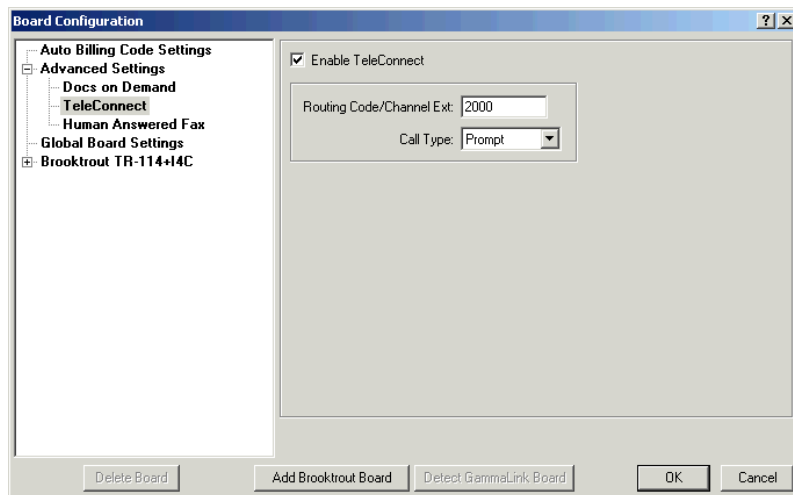 Board Configuration
Auto Billing Code Settings
Advanced Settings
Docs on Demand
TeleConnect
Human Answered Fax
Global Board Settings
Brooktrout TR-114+I4C
Enable TeleConnect
Routing Code/Channel Ext: 2000
Call Type: Prompt
Delete Board Add Brooktrout Board Detect GammaLink Board OK Cancel